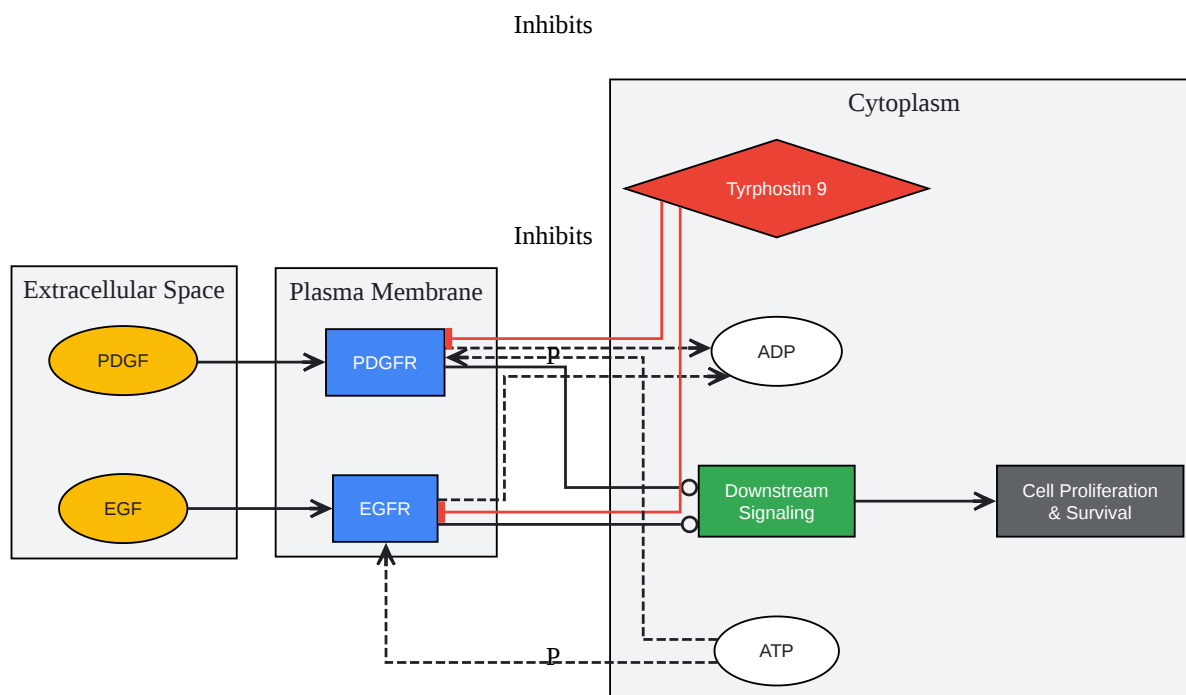 Inhibits
Cytoplasm
Tyrphostin 9
Inhibits
Extracellular Space
Plasma Membrane
PDGF
PDGFR
P
ADP
EGF
EGFR
Downstream
Signaling
Cell Proliferation
& Survival
P
ATP